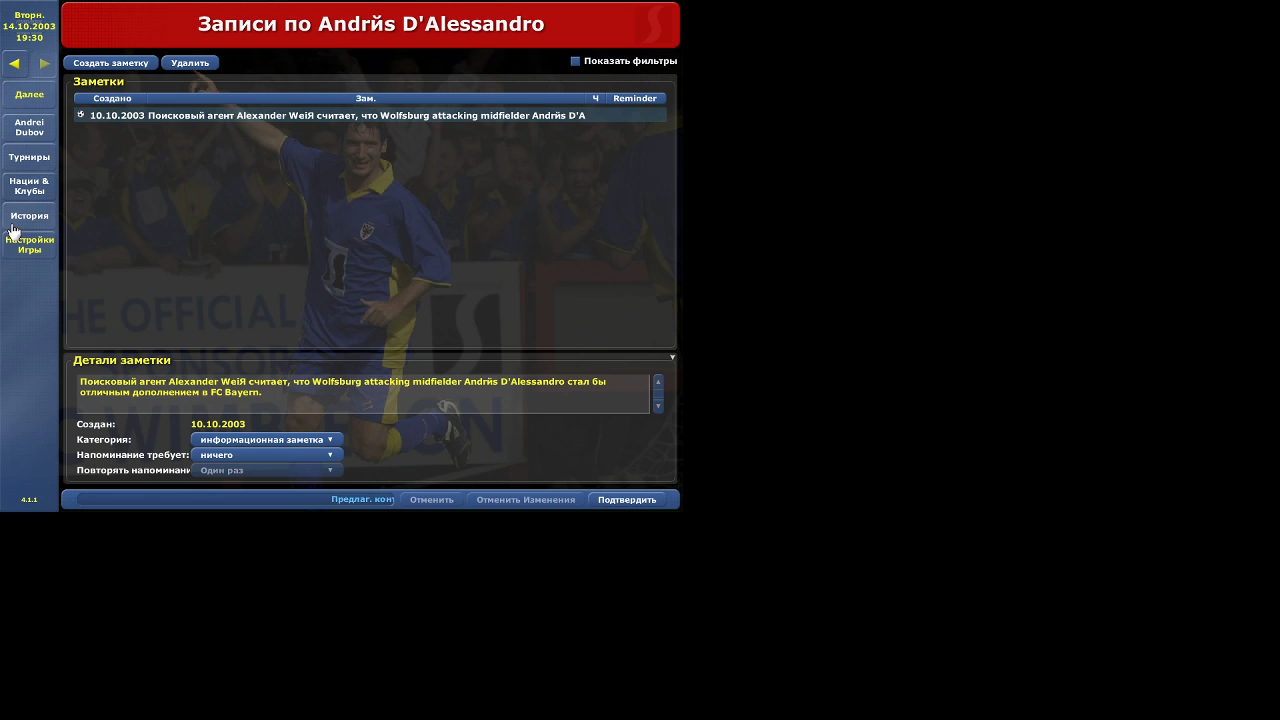 Вторн.
14.10.2003
19:30
Записи по Andrйs D'Alessandro
Создать заметку
Удалить
Показать фильтры
Далее
Andrei
Dubov
Турниры
Нации &
Клубы
История
Настройки
Игры
4.1.1
Заметки
Создано Зам. Ч Reminder
10.10.2003 Поисковый агент Alexander WeiЯ считает, что Wolfsburg attacking midfielder Andrйs D'A
THE OFFICIAL
Детали заметки
Поисковый агент Alexander WeiЯ считает, что Wolfsburg attacking midfielder Andrйs D'Alessandro стал бы
отличным дополнением в FC Bayern.
Создан: 10.10.2003
Категория: информационная заметка
Напоминание требует: ничего
Повторять напоминани Один раз
Предлаг. кон
Отменить
Отменить Изменения
Подтвердить